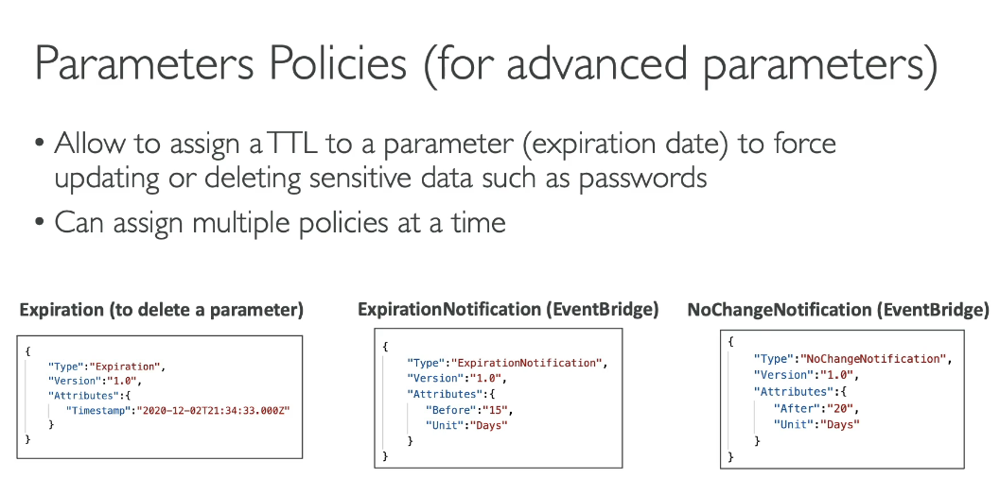 Parameters Policies (for advanced parameters)
• Allow to assign a TTL to a parameter (expiration date) to force
updating or deleting sensitive data such as passwords
• Can assign multiple policies at a time
Expiration (to delete a parameter)
{
"Type":"Expiration",
"Version":"1.0",
"Attributes":{
"Timestamp":"2020-12-02T21:34:33.000Z"
}
}
ExpirationNotification (EventBridge)
{
"Type":"ExpirationNotification",
"Version":"1.0",
"Attributes":{
"Before":"15",
"Unit":"Days"
}
}
NoChangeNotification (EventBridge)
{
"Type":"NoChangeNotification",
"Version":"1.0",
"Attributes":{
"After":"20",
"Unit":"Days"
}
}